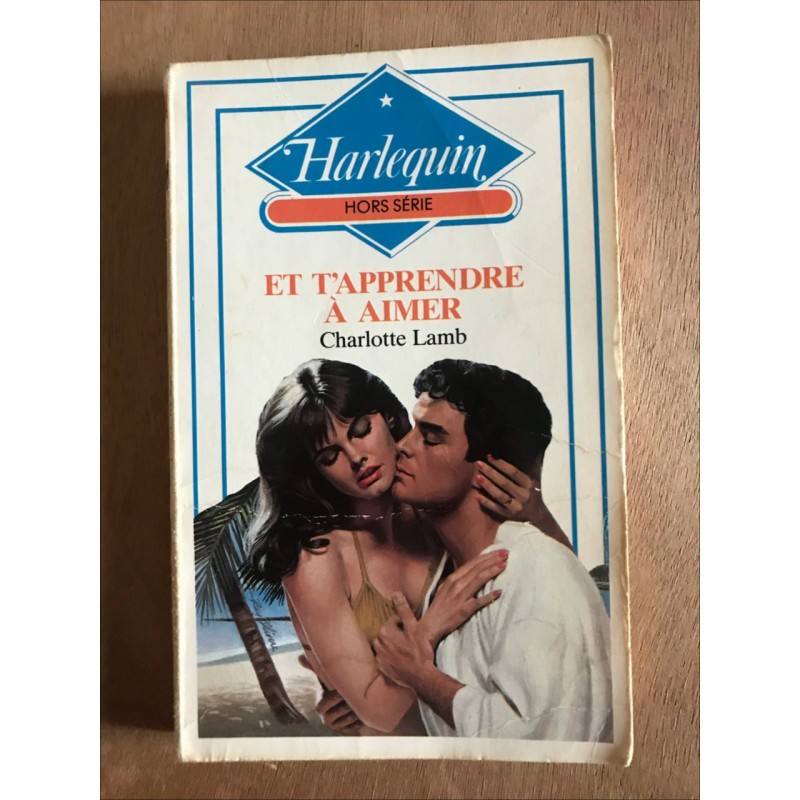 Harlequin
HORS SÉRIE
ET T'APPRENDRE
À AIMER
Charlotte Lamb